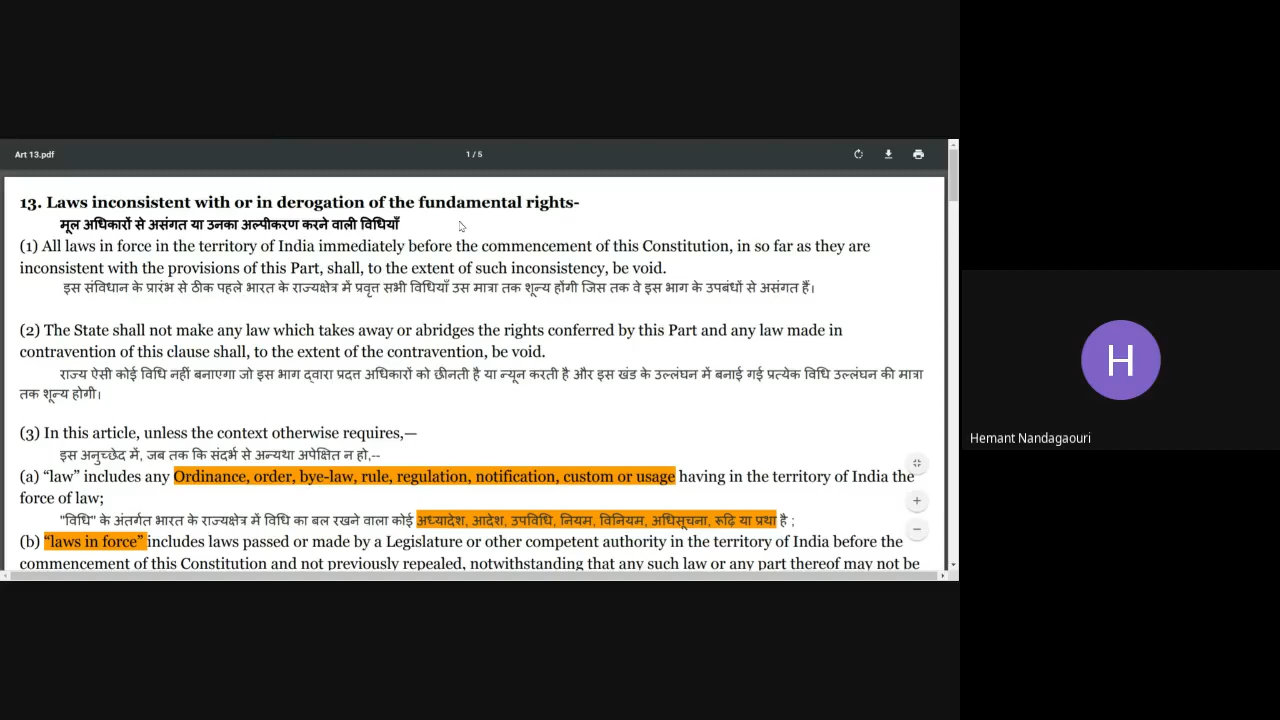 Art 13.pdf
1 / 5
13. Laws inconsistent with or in derogation of the fundamental rights-
मूल अधिकारों से असंगत या उनका अल्पीकरण करने वाली विधियाँ
(1) All laws in force in the territory of India immediately before the commencement of this Constitution, in so far as they are
inconsistent with the provisions of this Part, shall, to the extent of such inconsistency, be void.
इस संविधान के प्रारंभ से ठीक पहले भारत के राज्यक्षेत्र में प्रवृत्त सभी विधियाँ उस मात्रा तक शून्य होंगी जिस तक वे इस भाग के उपबंधों से असंगत हैं।
(2) The State shall not make any law which takes away or abridges the rights conferred by this Part and any law made in
contravention of this clause shall, to the extent of the contravention, be void.
राज्य ऐसी कोई विधि नहीं बनाएगा जो इस भाग द्वारा प्रदत्त अधिकारों को छीनती है या न्यून करती है और इस खंड के उल्लंघन में बनाई गई प्रत्येक विधि उल्लंघन की मात्रा
तक शून्य होगी।
(3) In this article, unless the context otherwise requires,—
इस अनुच्छेद में, जब तक कि संदर्भ से अन्यथा अपेक्षित न हो,--
(a) “law” includes any Ordinance, order, bye-law, rule, regulation, notification, custom or usage having in the territory of India the
force of law;
"विधि" के अंतर्गत भारत के राज्यक्षेत्र में विधि का बल रखने वाला कोई अध्यादेश, आदेश, उपविधि, नियम, विनियम, अधिसूचना, रूढ़ि या प्रथा है ;
(b) “laws in force” includes laws passed or made by a Legislature or other competent authority in the territory of India before the
commencement of this Constitution and not previously repealed, notwithstanding that any such law or any part thereof may not be
H
Hemant Nandagaouri